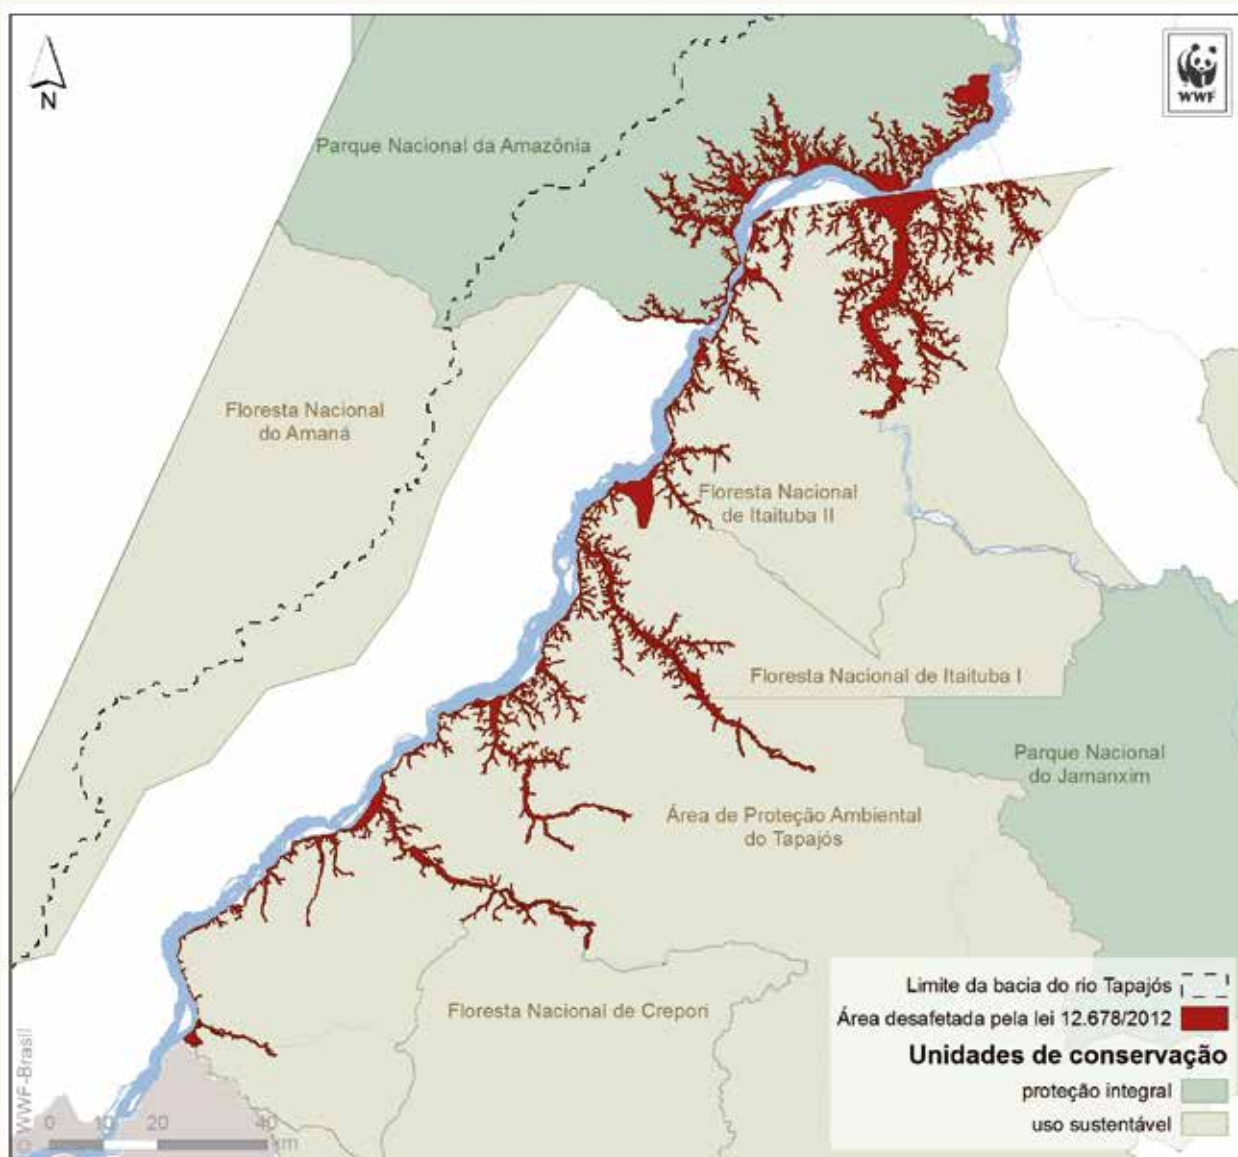 N
WWF
Parque Nacional da Amazônia
Floresta Nacional
do Amaná
Floresta Nacional
de Itaituba II
Floresta Nacional de Itaituba I
Parque Nacional
do Jamanxim
Área de Proteção Ambiental
do Tapajós
Floresta Nacional de Crepori
Limite da bacia do rio Tapajós
Área desafetada pela lei 12.678/2012
Unidades de conservação
proteção integral
uso sustentável
© WWF-Brasil
0 10 20 40
km